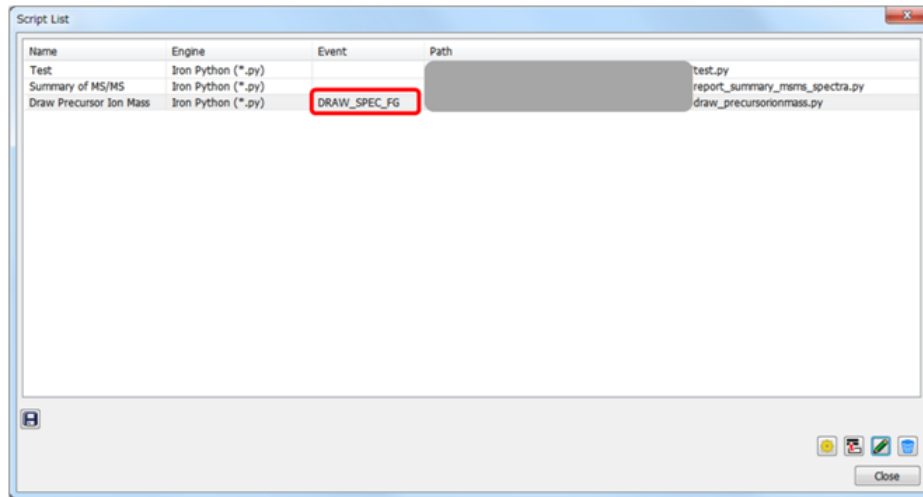 Script List
Name Engine Event Path
Test Iron Python (*.py) test.py
Summary of MS/MS Iron Python (*.py) report_summary_msms_spectra.py
Draw Precursor Ion Mass Iron Python (*.py) DRAW_SPEC_FG draw_precursorionmass.py
Close